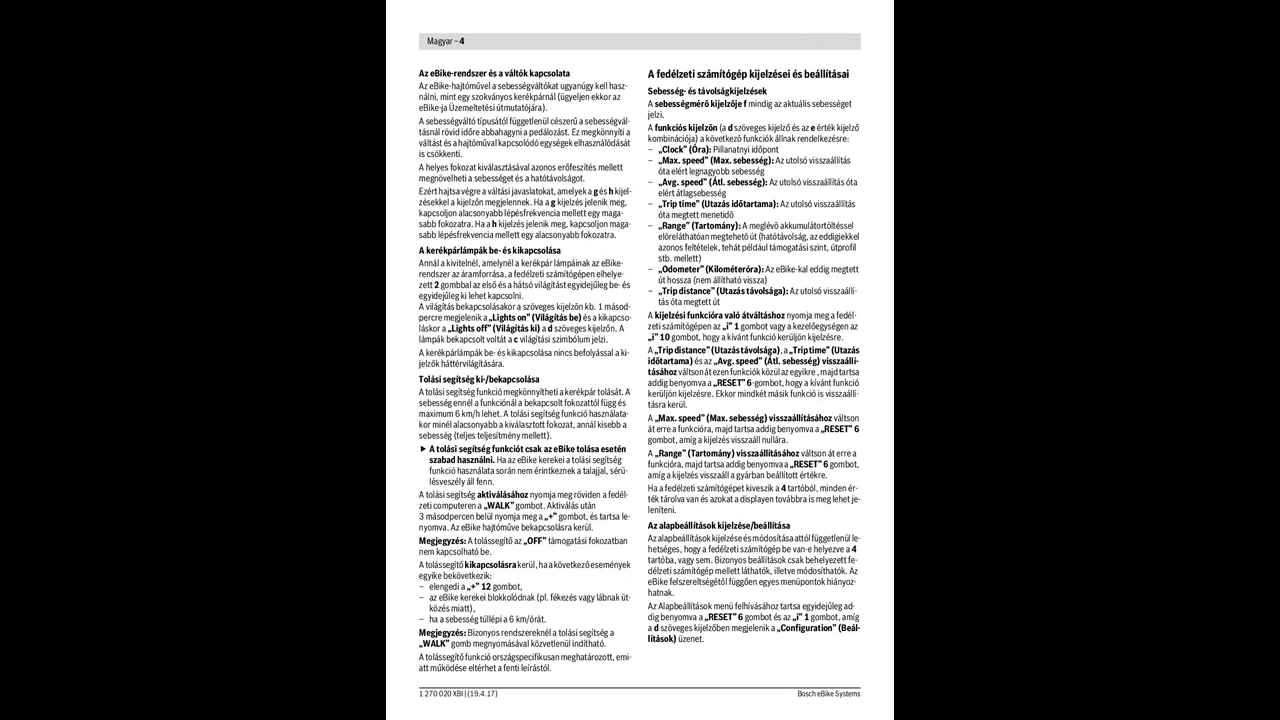 Magyar – 4
Az eBike-rendszer és a váltók kapcsolata
Az eBike-hajtóművel a sebességváltókat ugyanúgy kell hasz-
nálni, mint egy szokványos kerékpárnál (ügyeljen ekkor az
eBike-ja Üzemeltetési útmutatójára).
A sebességváltó típusától függetlenül célszerű a sebességvál-
tásnál rövid időre abbahagyni a pedálozást. Ez megkönnyíti a
váltást és a hajtóművel kapcsolódó egységek elhasználódását
is csökkenti.
A helyes fokozat kiválasztásával azonos erőfeszítés mellett
megnövelheti a sebességet és a hatótávolságot.
Ezért hajtsa végre a váltási javaslatokat, amelyek a g és h kijel-
zésekkel a kijelzőn megjelennek. Ha a g kijelzés jelenik meg,
kapcsoljon alacsonyabb lépésfrekvencia mellett egy maga-
sabb fokozatra. Ha a h kijelzés jelenik meg, kapcsoljon maga-
sabb lépésfrekvencia mellett egy alacsonyabb fokozatra.
A kerékpárlámpák be- és kikapcsolása
Annál a kivitelnél, amelynél a kerékpár lámpáinak az eBike-
rendszer az áramforrása, a fedélzeti számítógépen elhelye-
zett 2 gombbal az első és a hátsó világítást egyidejűleg be- és
egyidejűleg ki lehet kapcsolni.
A világítás bekapcsolásakor a szöveges kijelzőn kb. 1 másod-
percre megjelenik a „Lights on” (Világítás be) és a kikapcso-
láskor a „Lights off” (Világítás ki) a d szöveges kijelzőn. A
lámpák bekapcsolt voltát a c világítási szimbólum jelzi.
A kerékpárlámpák be- és kikapcsolása nincs befolyással a ki-
jelzők háttérvilágítására.
Tolási segítség ki-/bekapcsolása
A tolási segítség funkció megkönnyítheti a kerékpár tolását. A
sebesség ennél a funkciónál a bekapcsolt fokozattól függ és
maximum 6 km/h lehet. A tolási segítség funkció használata-
kor minél alacsonyabb a kiválasztott fokozat, annál kisebb a
sebesség (teljes teljesítmény mellett).
► A tolási segítség funkciót csak az eBike tolása esetén
szabad használni. Ha az eBike kerekei a tolási segítség
funkció használata során nem érintkeznek a talajjal, sérü-
lésveszély áll fenn.
A tolási segítség aktiválásához nyomja meg röviden a fedél-
zeti computeren a „WALK” gombot. Aktiválás után
3 másodpercen belül nyomja meg a „+” gombot, és tartsa le-
nyomva. Az eBike hajtóműve bekapcsolásra kerül.
Megjegyzés: A tolássegítő az „OFF” támogatási fokozatban
nem kapcsolható be.
A tolássegítő kikapcsolásra kerül, ha a következő események
egyike bekövetkezik:
– elengedi a „+” 12 gombot,
– az eBike kerekei blokkolódnak (pl. fékezés vagy lábnak üt-
közés miatt),
– ha a sebesség túllépi a 6 km/órát.
Megjegyzés: Bizonyos rendszereknél a tolási segítség a
„WALK” gomb megnyomásával közvetlenül indítható.
A tolássegítő funkció országspecifikusan meghatározott, emi-
att működése eltérhet a fenti leírástól.
A fedélzeti számítógép kijelzései és beállításai
Sebesség- és távolságkijelzések
A sebességmérő kijelzője f mindig az aktuális sebességet
jelzi.
A funkciós kijelzőn (a d szöveges kijelző és az e érték kijelző
kombinációja) a következő funkciók állnak rendelkezésre:
– „Clock” (Óra): Pillanatnyi időpont
– „Max. speed” (Max. sebesség): Az utolsó visszaállítás
óta elért legnagyobb sebesség
– „Avg. speed” (Átl. sebesség): Az utolsó visszaállítás óta
elért átlagsebesség
– „Trip time” (Utazás időtartama): Az utolsó visszaállítás
óta megtett menetidő
– „Range” (Tartomány): A meglévő akkumulátortöltéssel
előreláthatóan megtehető út (hatótávolság, az eddigiekkel
azonos feltételek, tehát például támogatási szint, útprofil
stb. mellett)
– „Odometer” (Kilométeróra): Az eBike-kal eddig megtett
út hossza (nem állítható vissza)
– „Trip distance” (Utazás távolsága): Az utolsó visszaállí-
tás óta megtett út
A kijelzési funkcióra való átváltáshoz nyomja meg a fedél-
zeti számítógépen az „i” 1 gombot vagy a kezelőegységen az
„i” 10 gombot, hogy a kívánt funkció kerüljön kijelzésre.
A „Trip distance” (Utazás távolsága), a „Trip time” (Utazás
időtartama) és az „Avg. speed” (Átl. sebesség) visszaállí-
tásához váltson át ezen funkciók közül az egyikre , majd tartsa
addig benyomva a „RESET” 6-gombot, hogy a kívánt funkció
kerüljön kijelzésre. Ekkor mindkét másik funkció is visszaállí-
tásra kerül.
A „Max. speed” (Max. sebesség) visszaállításához váltson
át erre a funkcióra, majd tartsa addig benyomva a „RESET” 6
gombot, amíg a kijelzés visszaáll nullára.
A „Range” (Tartomány) visszaállításához váltson át erre a
funkcióra, majd tartsa addig benyomva a „RESET” 6 gombot,
amíg a kijelzés visszaáll a gyárban beállított értékre.
Ha a fedélzeti számítógépet kiveszik a 4 tartóból, minden ér-
ték tárolva van és azokat a displayen továbbra is meg lehet je-
leníteni.
Az alapbeállítások kijelzése/beállítása
Az alapbeállítások kijelzése és módosítása attól függetlenül le-
hetséges, hogy a fedélzeti számítógép be van-e helyezve a 4
tartóba, vagy sem. Bizonyos beállítások csak behelyezett fe-
délzeti számítógép mellett láthatók, illetve módosíthatók. Az
eBike felszereltségétől függően egyes menüpontok hiányoz-
hatnak.
Az Alapbeállítások menü felhívásához tartsa egyidejűleg ad-
dig benyomva a „RESET” 6 gombot és az „i” 1 gombot, amíg
a d szöveges kijelzőben megjelenik a „Configuration” (Beál-
lítások) üzenet.
1 270 020 XBI | (19.4.17)
Bosch eBike Systems